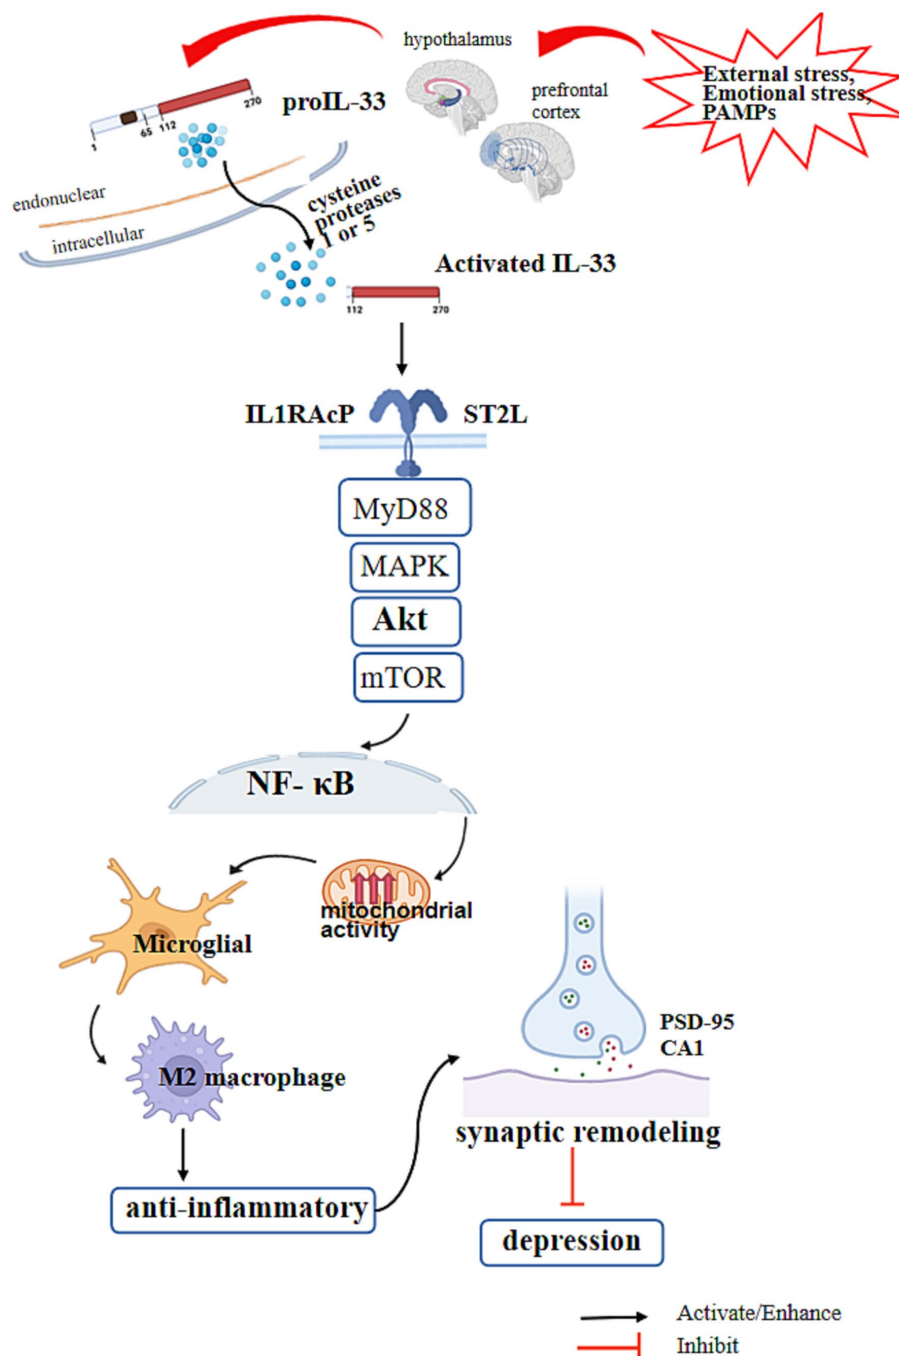 hypothalamus
External stress,
Emotional stress,
PAMPs
prefrontal
cortex
proIL-33
1
65
112
270
endonuclear
intracellular
cysteine
proteases
1 or 5
Activated IL-33
112
270
IL1RAcP
ST2L
MyD88
MAPK
Akt
mTOR
NF- κB
mitochondrial
activity
Microglial
M2 macrophage
PSD-95
CA1
synaptic remodeling
anti-inflammatory
depression
Activate/Enhance
Inhibit